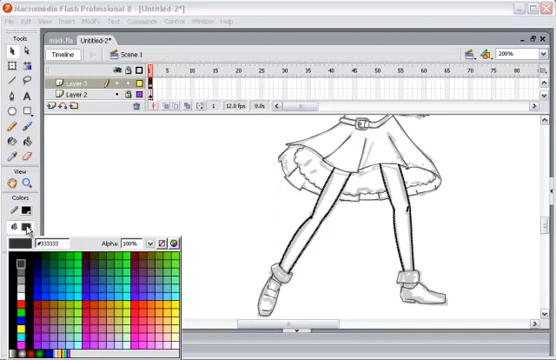 Macromedia Flash Professional 8 - [Untitled-2*]
File Edit View Insert Modify Text Commands Control Window Help
Tools
mask.fla Untitled-2*
Timeline Scene 1 200%
5 10 15 20 25 30 35 40 45 50 55 60 65 70 75 80
Layer 3
Layer 2
1 12.0 fps 0.0s
View
Colors
#333333 Alpha: 100%